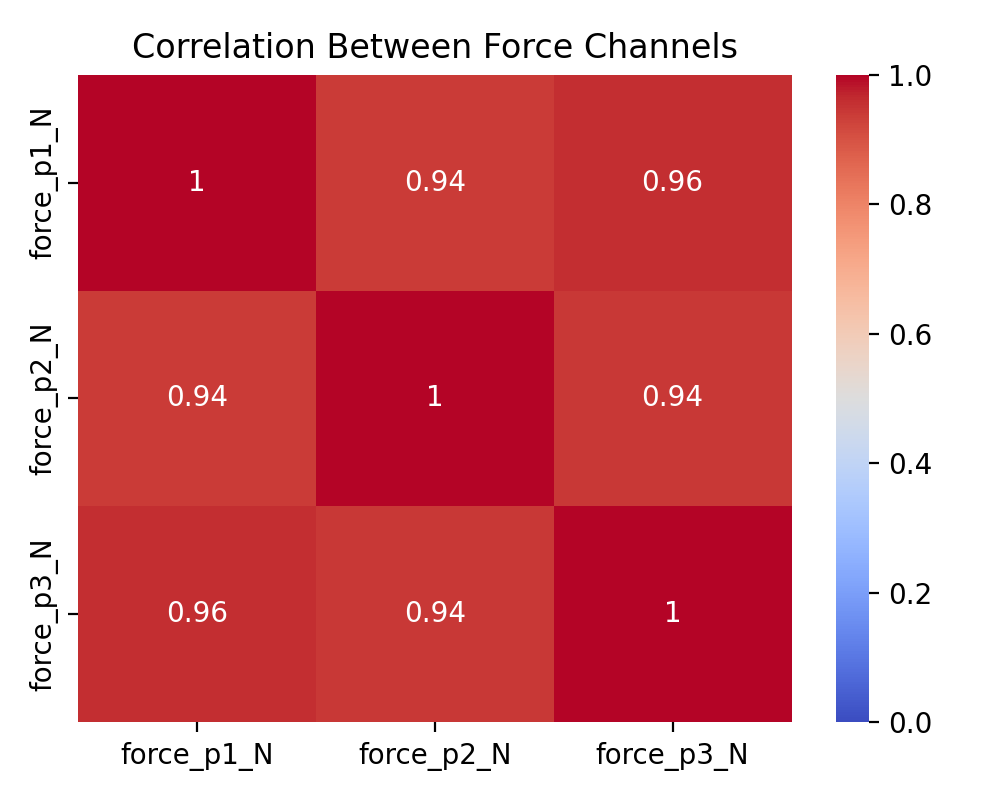 Correlation Between Force Channels
force_p1_N
1
0.94
0.96
force_p2_N
0.94
1
0.94
force_p3_N
0.96
0.94
1
force_p1_N
force_p2_N
force_p3_N
1.0
0.8
0.6
0.4
0.2
0.0